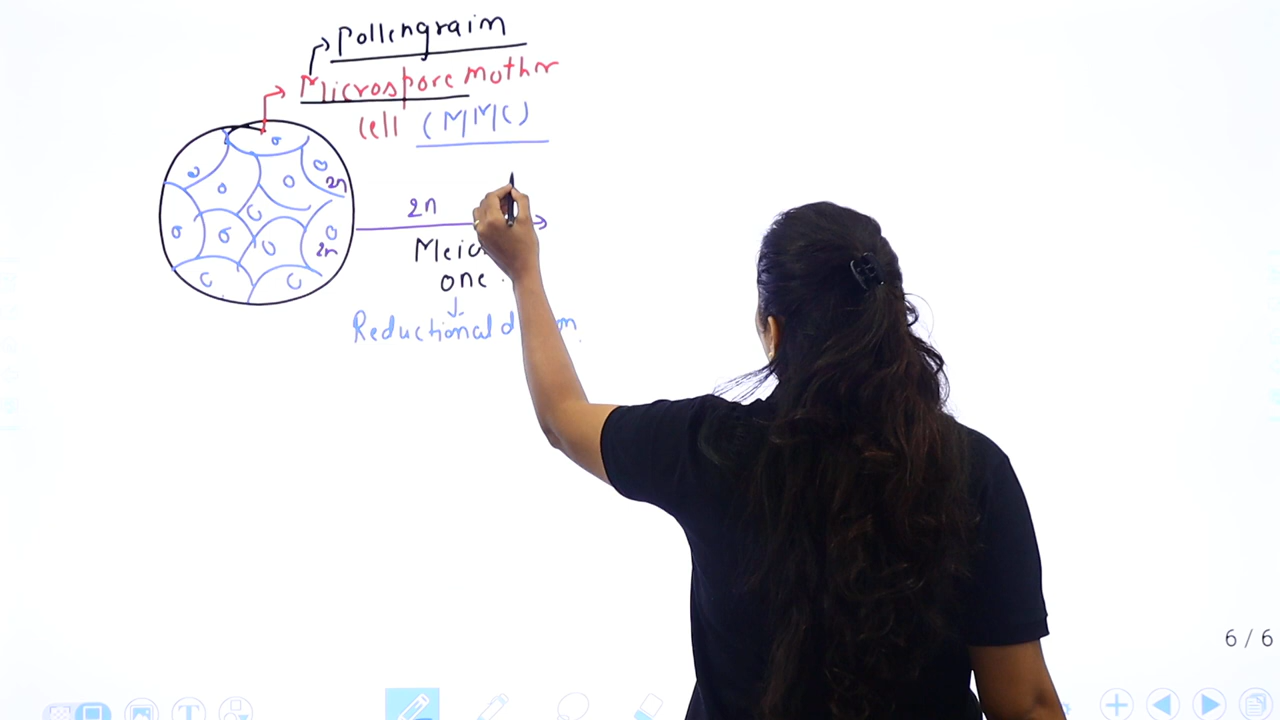 Pollengrain
Microspore mother
cell (MMC)
2n
2n
2n
one
Reductional
6 / 6